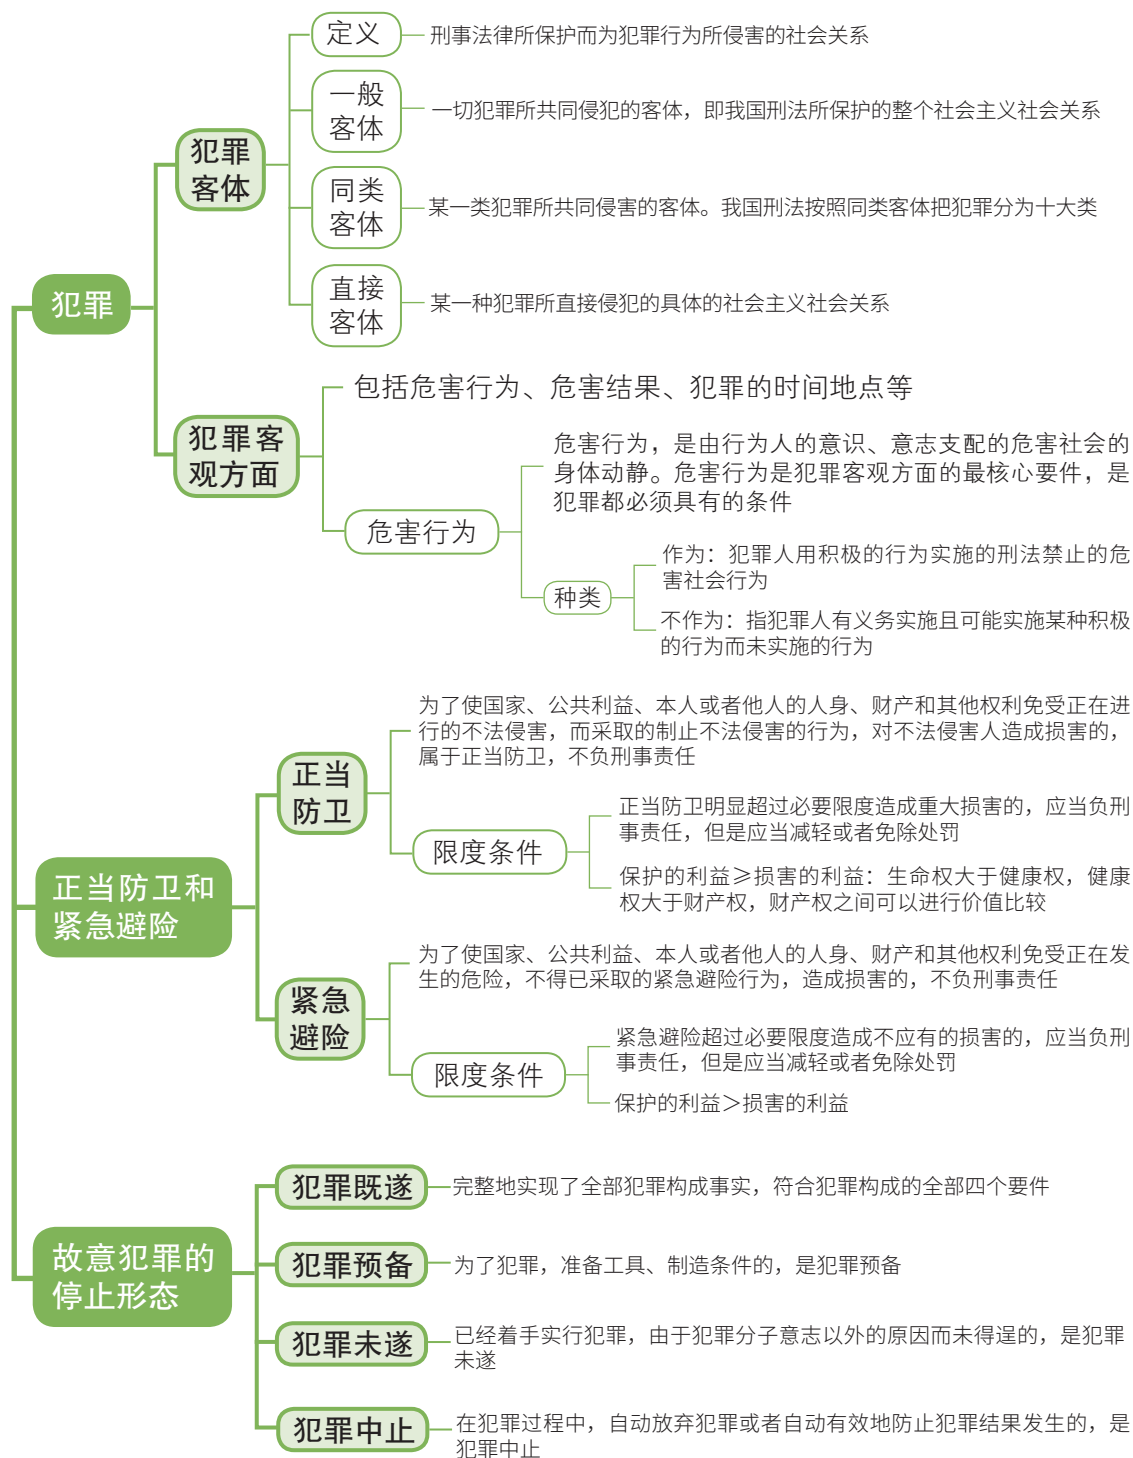 犯罪
犯罪
客体
定义
刑事法律所保护而为犯罪行为所侵害的社会关系
一般
客体
一切犯罪所共同侵犯的客体，即我国刑法所保护的整个社会主义社会关系
同类
客体
某一类犯罪所共同侵害的客体。我国刑法按照同类客体把犯罪分为十大类
直接
客体
某一种犯罪所直接侵犯的具体的社会主义社会关系
犯罪客
观方面
包括危害行为、危害结果、犯罪的时间地点等
危害行为
危害行为，是由行为人的意识、意志支配的危害社会的
身体动静。危害行为是犯罪客观方面的最核心要件，是
犯罪都必须具有的条件
种类
作为：犯罪人用积极的行为实施的刑法禁止的危
害社会行为
不作为：指犯罪人有义务实施且可能实施某种积极
的行为而未实施的行为
正当防卫和
紧急避险
正当
防卫
为了使国家、公共利益、本人或者他人的人身、财产和其他权利免受正在进
行的不法侵害，而采取的制止不法侵害的行为，对不法侵害人造成损害的，
属于正当防卫，不负刑事责任
限度条件
正当防卫明显超过必要限度造成重大损害的，应当负刑
事责任，但是应当减轻或者免除处罚
保护的利益≥损害的利益：生命权大于健康权，健康
权大于财产权，财产权之间可以进行价值比较
紧急
避险
为了使国家、公共利益、本人或者他人的人身、财产和其他权利免受正在发
生的危险，不得已采取的紧急避险行为，造成损害的，不负刑事责任
限度条件
紧急避险超过必要限度造成不应有的损害的，应当负刑
事责任，但是应当减轻或者免除处罚
保护的利益＞损害的利益
故意犯罪的
停止形态
犯罪既遂
完整地实现了全部犯罪构成事实，符合犯罪构成的全部四个要件
犯罪预备
为了犯罪，准备工具、制造条件的，是犯罪预备
犯罪未遂
已经着手实行犯罪，由于犯罪分子意志以外的原因而未得逞的，是犯罪
未遂
犯罪中止
在犯罪过程中，自动放弃犯罪或者自动有效地防止犯罪结果发生的，是
犯罪中止